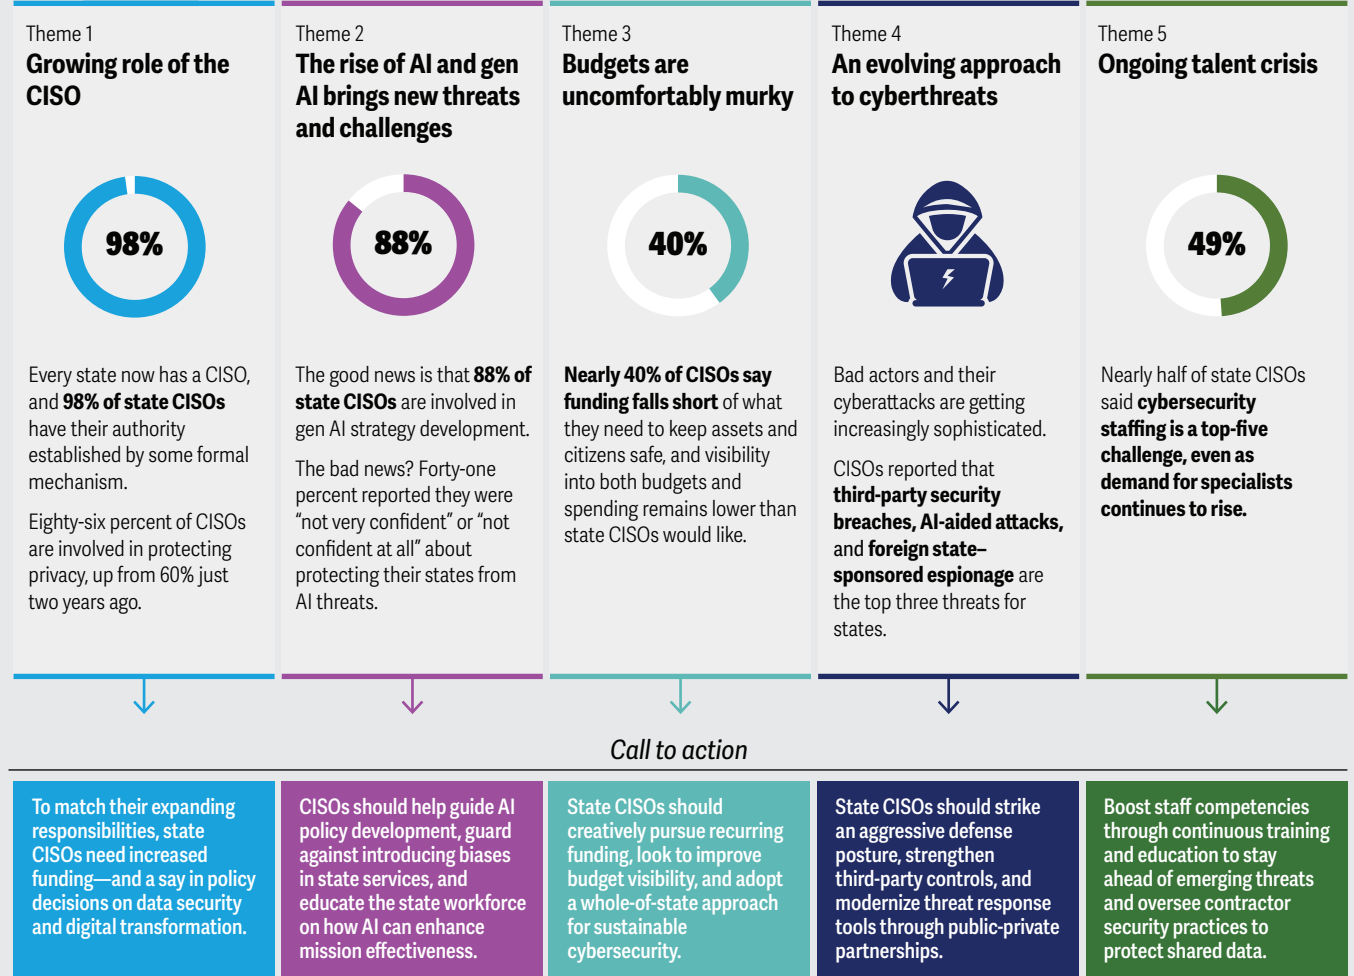 Theme 1
Growing role of the
CISO
98%
Every state now has a CISO,
and 98% of state CISOs
have their authority
established by some formal
mechanism.
Eighty-six percent of CISOs
are involved in protecting
privacy, up from 60% just
two years ago.
Theme 2
The rise of AI and gen
AI brings new threats
and challenges
88%
The good news is that 88% of
state CISOs are involved in
gen AI strategy development.
The bad news? Forty-one
percent reported they were
“not very confident” or “not
confident at all” about
protecting their states from
AI threats.
Theme 3
Budgets are
uncomfortably murky
40%
Nearly 40% of CISOs say
funding falls short of what
they need to keep assets and
citizens safe, and visibility
into both budgets and
spending remains lower than
state CISOs would like.
Theme 4
An evolving approach
to cyberthreats
Bad actors and their
cyberattacks are getting
increasingly sophisticated.
CISOs reported that
third-party security
breaches, AI-aided attacks,
and foreign state–
sponsored espionage are
the top three threats for
states.
Theme 5
Ongoing talent crisis
49%
Nearly half of state CISOs
said cybersecurity
staffing is a top-five
challenge, even as
demand for specialists
continues to rise.
Call to action
To match their expanding
responsibilities, state
CISOs need increased
funding—and a say in policy
decisions on data security
and digital transformation.
CISOs should help guide AI
policy development, guard
against introducing biases
in state services, and
educate the state workforce
on how AI can enhance
mission effectiveness.
State CISOs should
creatively pursue recurring
funding, look to improve
budget visibility, and adopt
a whole-of-state approach
for sustainable
cybersecurity.
State CISOs should strike
an aggressive defense
posture, strengthen
third-party controls, and
modernize threat response
tools through public-private
partnerships.
Boost staff competencies
through continuous training
and education to stay
ahead of emerging threats
and oversee contractor
security practices to
protect shared data.